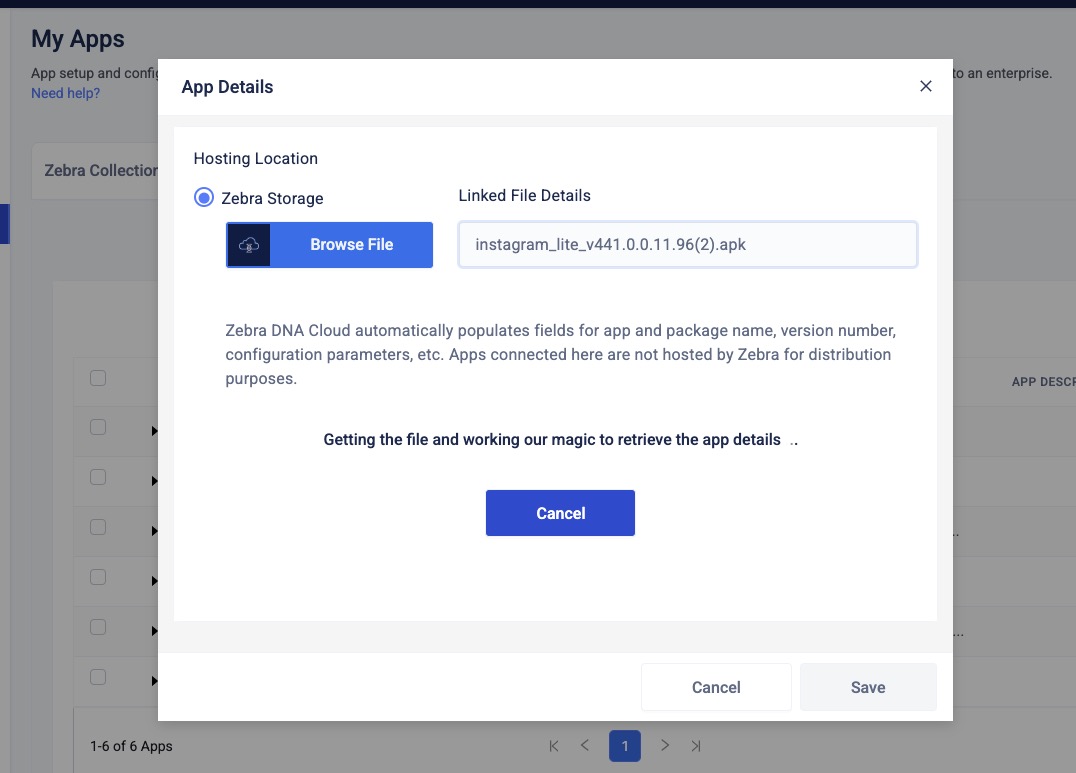 My Apps
App setup and config
to an enterprise.
Need help?
App Details
Zebra Collection
Hosting Location
Zebra Storage
Linked File Details
Browse File
instagram_lite_v441.0.0.11.96(2).apk
Zebra DNA Cloud automatically populates fields for app and package name, version number,
configuration parameters, etc. Apps connected here are not hosted by Zebra for distribution
purposes.
APP DESCR
Getting the file and working our magic to retrieve the app details ..
Cancel
..
...
Cancel
Save
1-6 of 6 Apps
1